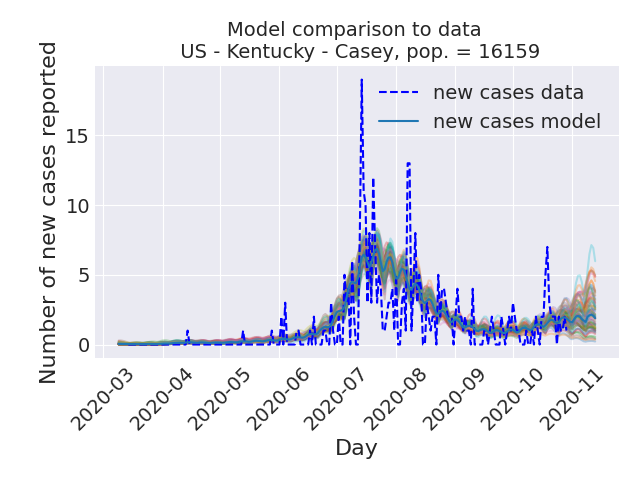 Model comparison to data
US - Kentucky - Casey, pop. = 16159
Number of new cases reported
15
10
5
0
new cases data
new cases model
2020-03
2020-04
2020-05
2020-06
2020-07
2020-08
2020-09
2020-10
2020-11
Day